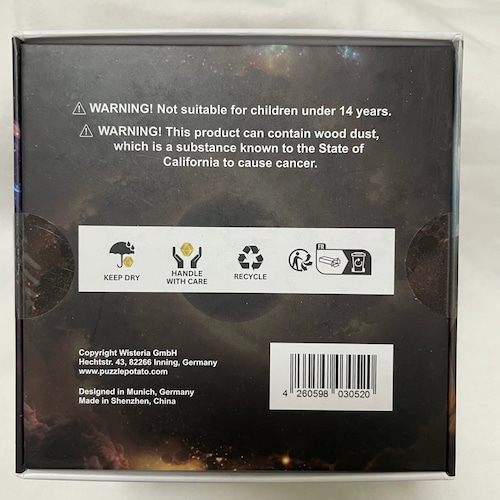 WARNING! Not suitable for children under 14 years.
WARNING! This product can contain wood dust,
which is a substance known to the State of
California to cause cancer.
KEEP DRY
HANDLE
WITH CARE
RECYCLE
FR
Copyright Wisteria GmbH
Hechtstr. 43, 82266 Inning, Germany
www.puzzlepotato.com
Designed in Munich, Germany
Made in Shenzhen, China
4 260598 030520